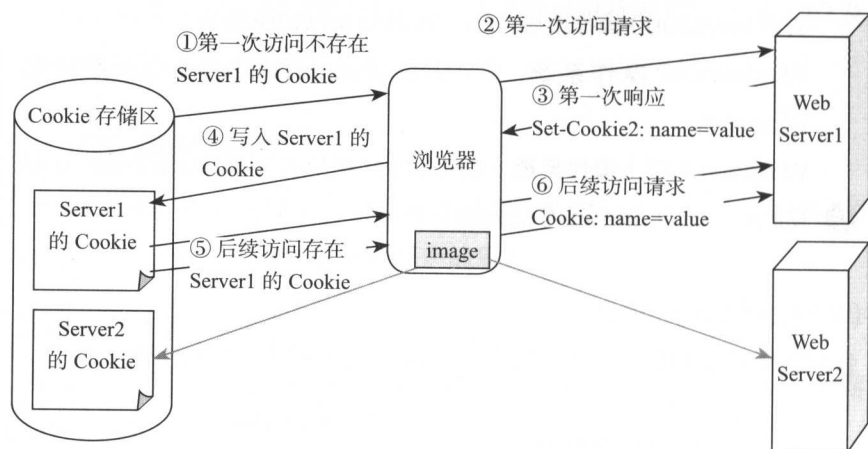 ①第一次访问不存在
Server1 的 Cookie
② 第一次访问请求
Cookie 存储区
③ 第一次响应
Set-Cookie2: name=value
Web
Server1
④ 写入 Server1 的
Cookie
浏览器
⑥ 后续访问请求
Cookie: name=value
Server1
的 Cookie
⑤ 后续访问存在
Server1 的 Cookie
image
Server2
的 Cookie
Web
Server2